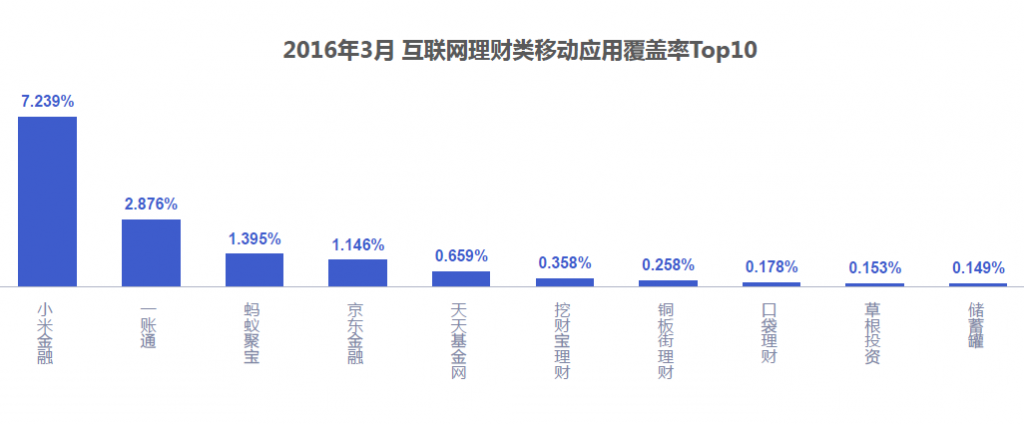 2016年3月 互联网理财类移动应用覆盖率Top10
7.239%
2.876%
1.395%
1.146%
0.659%
0.358%
0.258%
0.178%
0.153%
0.149%
小米金融
一账通
蚂蚁聚宝
京东金融
天天基金网
挖财宝理财
铜板街理财
口袋理财
草根投资
储蓄罐